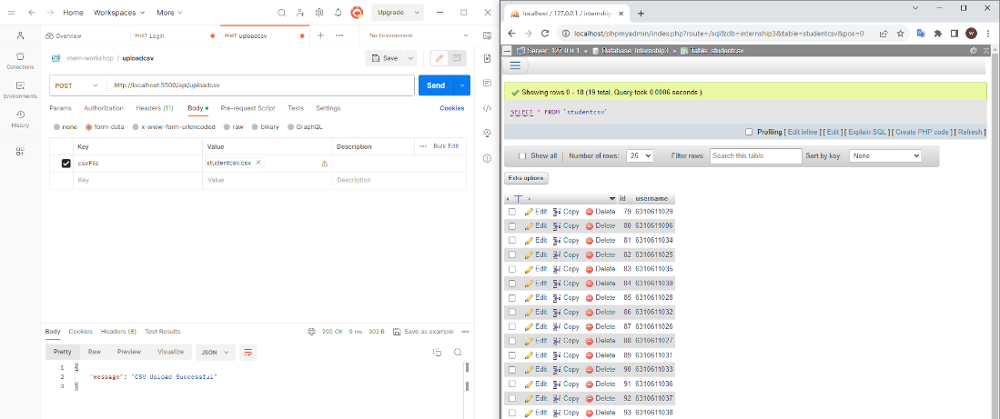 Home Workspaces More Upgrade
Overview POST Login POST uploadcsv No Environment
mem-workshop / uploadcsv Save
POST http://localhost:5500/api/uploadcsv Send
Params Authorization Headers (11) Body Pre-request Script Tests Settings Cookies
none form-data x-www-form-urlencoded raw binary GraphQL
Key Value Description Bulk Edit
csvFile studentcsv.csv
Key Value Description
Collections
Environments
History
Body Cookies Headers (8) Test Results 200 OK 9 ms 302 B Save as example
Pretty Raw Preview Visualize JSON
1 {
2 "message": "CSV Upload Successful"
3 }
localhost / 127.0.0.1 / internship
localhost/phpmyadmin/index.php?route=/sql&db=internship3&table=studentcsv&pos=0
W
Server: 127.0.0.1 » Database: internship3 » Table: studentcsv
Showing rows 0 - 18 (19 total, Query took 0.0006 seconds.)
SELECT * FROM `studentcsv`
Profiling [ Edit inline ] [ Edit ] [ Explain SQL ] [ Create PHP code ] [ Refresh ]
Show all Number of rows: 25 Filter rows: Search this table Sort by key: None
Extra options
id username
Edit Copy Delete 79 6310611029
Edit Copy Delete 80 6310611006
Edit Copy Delete 81 6310611034
Edit Copy Delete 82 6310611025
Edit Copy Delete 83 6310611035
Edit Copy Delete 84 6310611030
Edit Copy Delete 85 6310611028
Edit Copy Delete 86 6310611032
Edit Copy Delete 87 6310611026
Edit Copy Delete 88 6310611027
Edit Copy Delete 89 6310611031
Edit Copy Delete 90 6310611033
Edit Copy Delete 91 6310611036
Edit Copy Delete 92 6310611037
Edit Copy Delete 93 6310611038